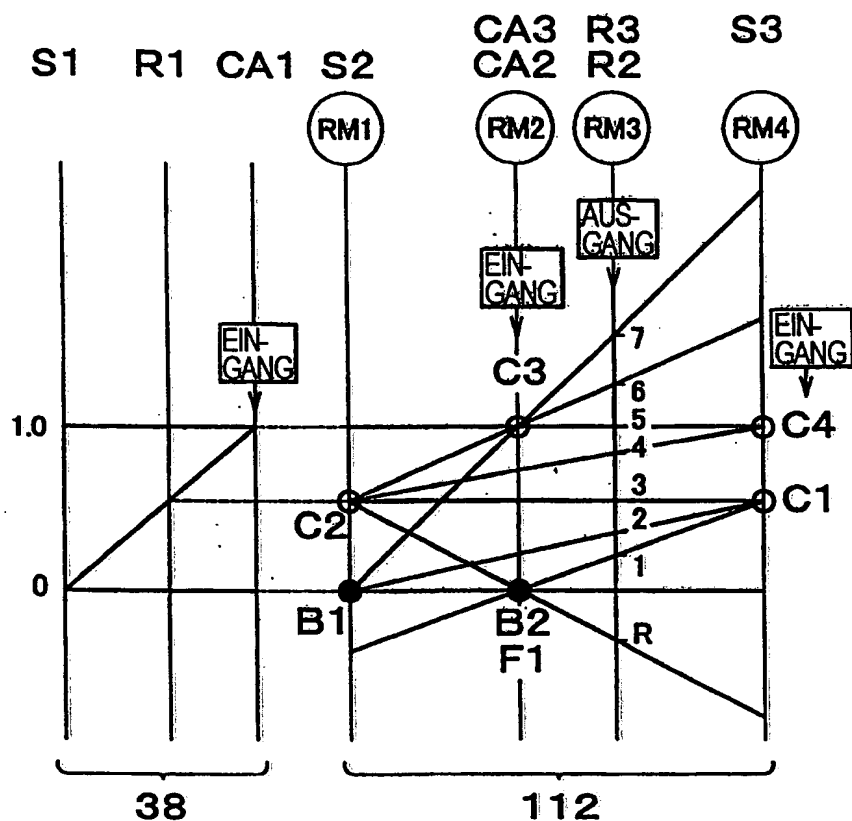 CA3 R3 S3
S1 R1 CA1 S2 CA2 R2
RM1 RM2 RM3 RM4
AUS-
GANG
EIN-
GANG
EIN-
GANG
EIN-
GANG
7
C3
6
1.0
5
C4
4
3
C1
C2
2
1
0
B1
B2
R
F1
38
112